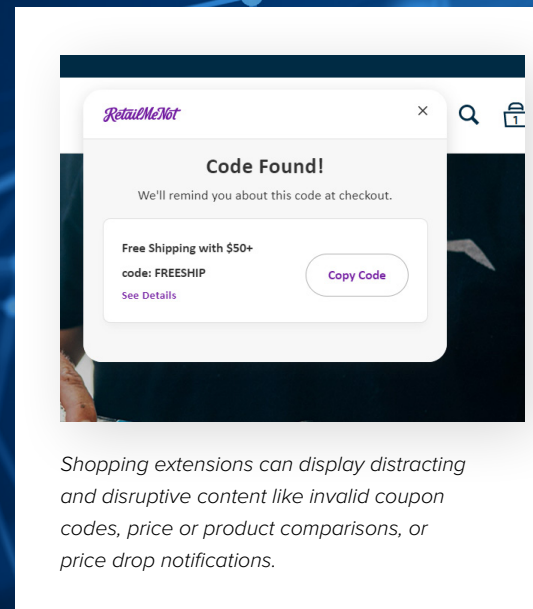 RetailMeNot
1
Code Found!
We'll remind you about this code at checkout.
Free Shipping with $50+
code: FREESHIP
See Details
Copy Code
Shopping extensions can display distracting
and disruptive content like invalid coupon
codes, price or product comparisons, or
price drop notifications.